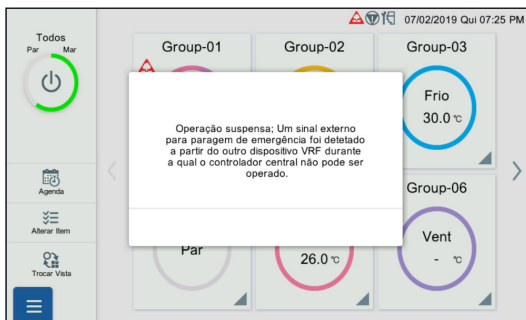 07/02/2019 Qui 07:25 PM
Todos
Par Mar
Group-01
Group-02
Group-03
Frio
30.0 °C
Operação suspensa; Um sinal externo
para paragem de emergência foi detetado
a partir do outro dispositivo VRF durante
a qual o controlador central não pode ser
operado.
Agenda
Alterar Item
Trocar Vista
Group-06
Par
26.0 °C
Vent
- °C